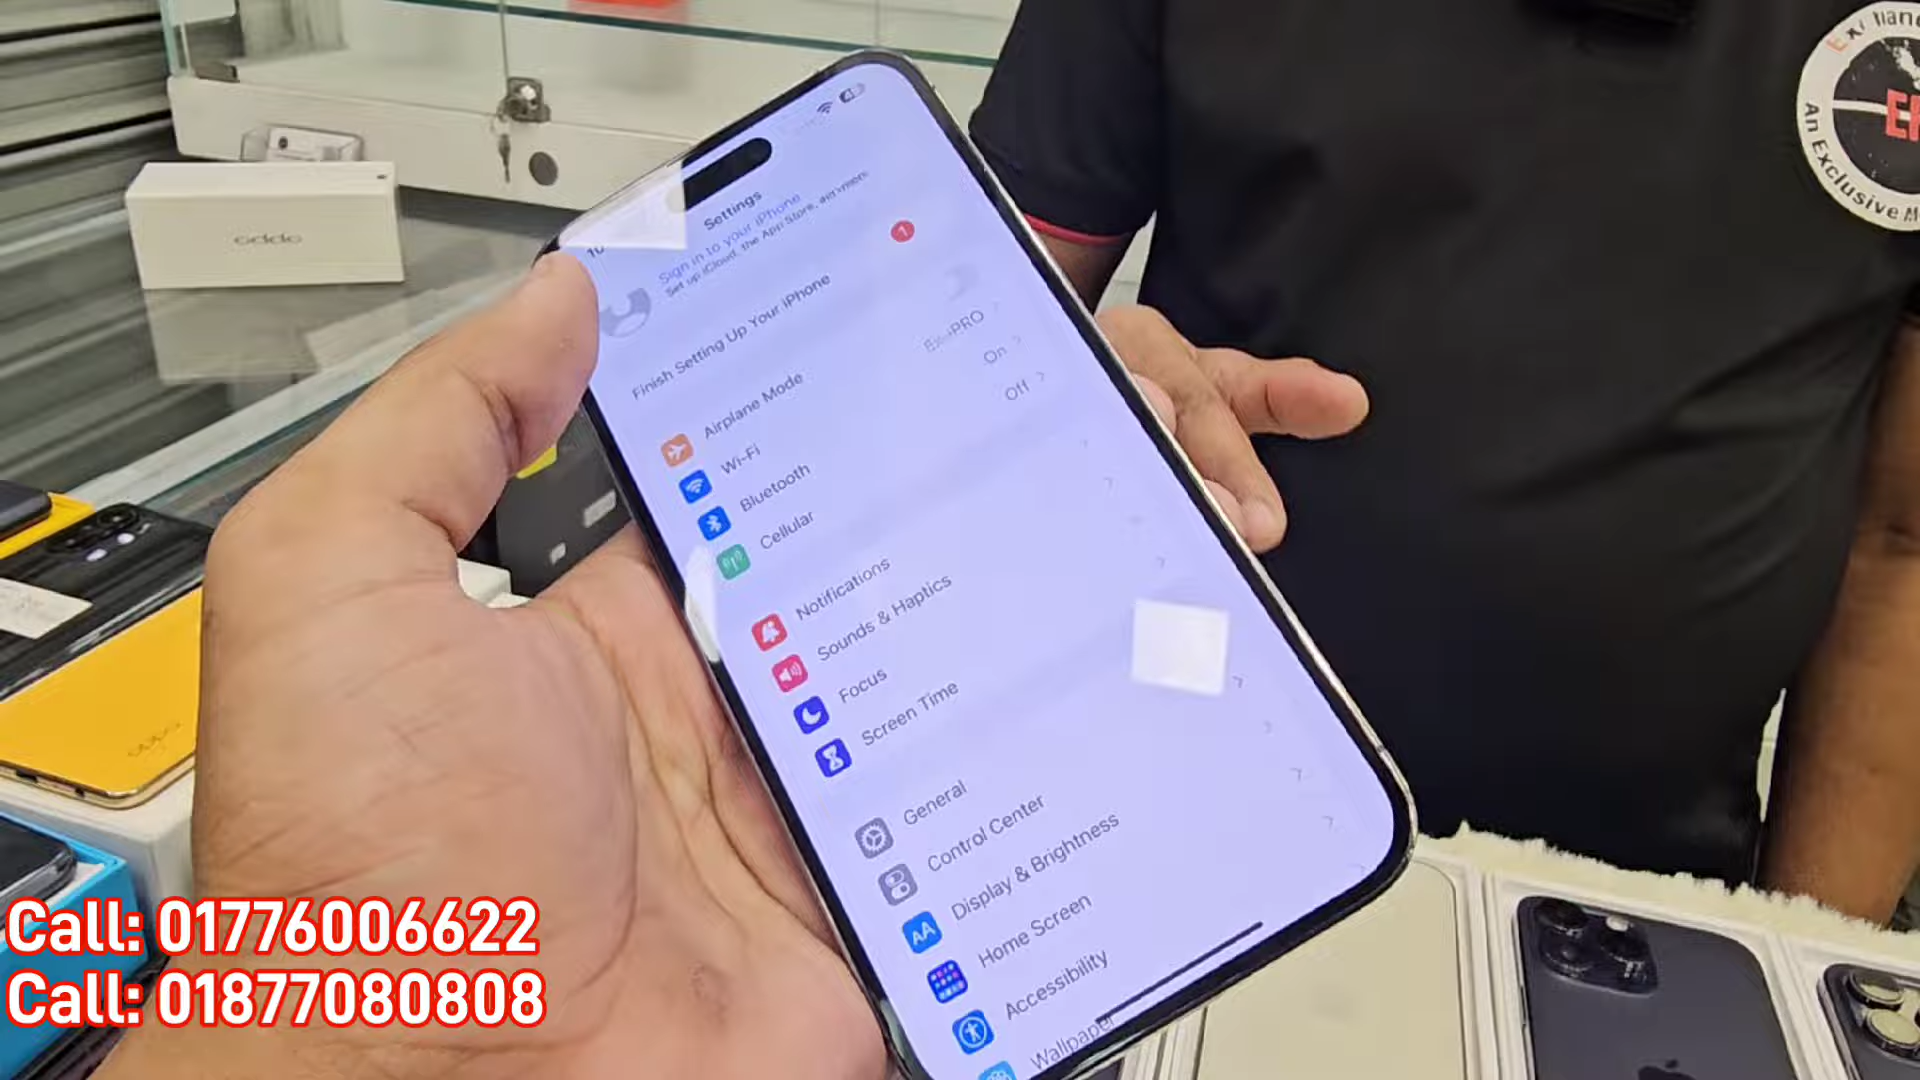 Settings
Sign in to your iPhone
Set up iCloud, the App Store, and more.
Finish Setting Up Your iPhone
1
Airplane Mode
Wi-Fi
Bluetooth
On
Cellular
Off
Notifications
Sounds & Haptics
Focus
Screen Time
General
Control Center
Display & Brightness
AA
Home Screen
Accessibility
Wallpaper
An Exclusive M
oppo
Call: 01776006622
Call: 01877080808